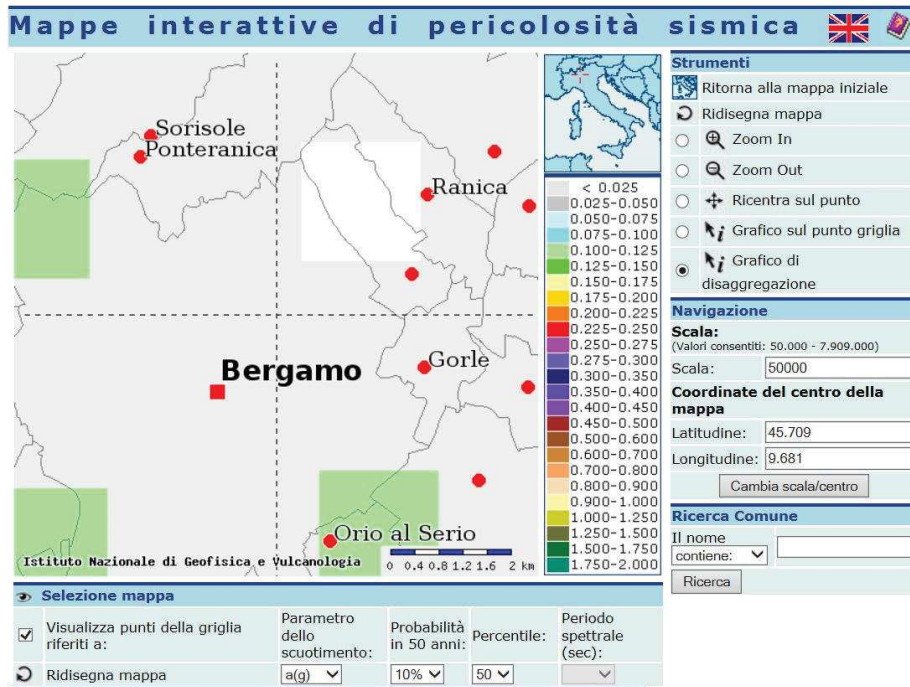 Mappe interattive di pericolosità sismica
Sorisole
Ponteranica
Ranica
Bergamo
Gorle
Orio al Serio
Istituto Nazionale di Geofisica e Vulcanologia
0 0.4 0.8 1.2 1.6 2 km
< 0.025
0.025-0.050
0.050-0.075
0.075-0.100
0.100-0.125
0.125-0.150
0.150-0.175
0.175-0.200
0.200-0.225
0.225-0.250
0.250-0.275
0.275-0.300
0.300-0.350
0.350-0.400
0.400-0.450
0.450-0.500
0.500-0.600
0.600-0.700
0.700-0.800
0.800-0.900
0.900-1.000
1.000-1.250
1.250-1.500
1.500-1.750
1.750-2.000
Strumenti
Ritorna alla mappa iniziale
Ridisegna mappa
Zoom In
Zoom Out
Ricentra sul punto
Grafico sul punto griglia
Grafico di
disaggregazione
Navigazione
Scala:
(Valori consentiti: 50.000 - 7.909.000)
Scala: 50000
Coordinate del centro della
mappa
Latitudine: 45.709
Longitudine: 9.681
Cambia scala/centro
Ricerca Comune
Il nome
contiene:
Ricerca
Selezione mappa
Visualizza punti della griglia
riferiti a:
Parametro
dello
scuotimento:
Probabilità
in 50 anni:
Percentile:
Periodo
spettrale
(sec):
Ridisegna mappa
a(g)
10%
50